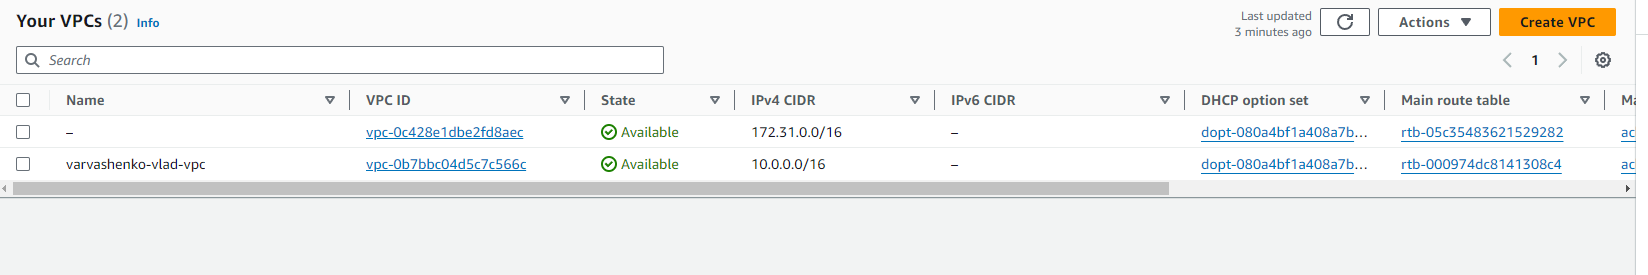 Your VPCs (2) Info
Last updated
3 minutes ago
Actions
Create VPC
Search
1
Name VPC ID State IPv4 CIDR IPv6 CIDR DHCP option set Main route table Ma
– vpc-0c428e1dbe2fd8aec Available 172.31.0.0/16 – dopt-080a4bf1a408a7b… rtb-05c35483621529282 ac
varvashenko-vlad-vpc vpc-0b7bbc04d5c7c566c Available 10.0.0.0/16 – dopt-080a4bf1a408a7b… rtb-000974dc8141308c4 ac